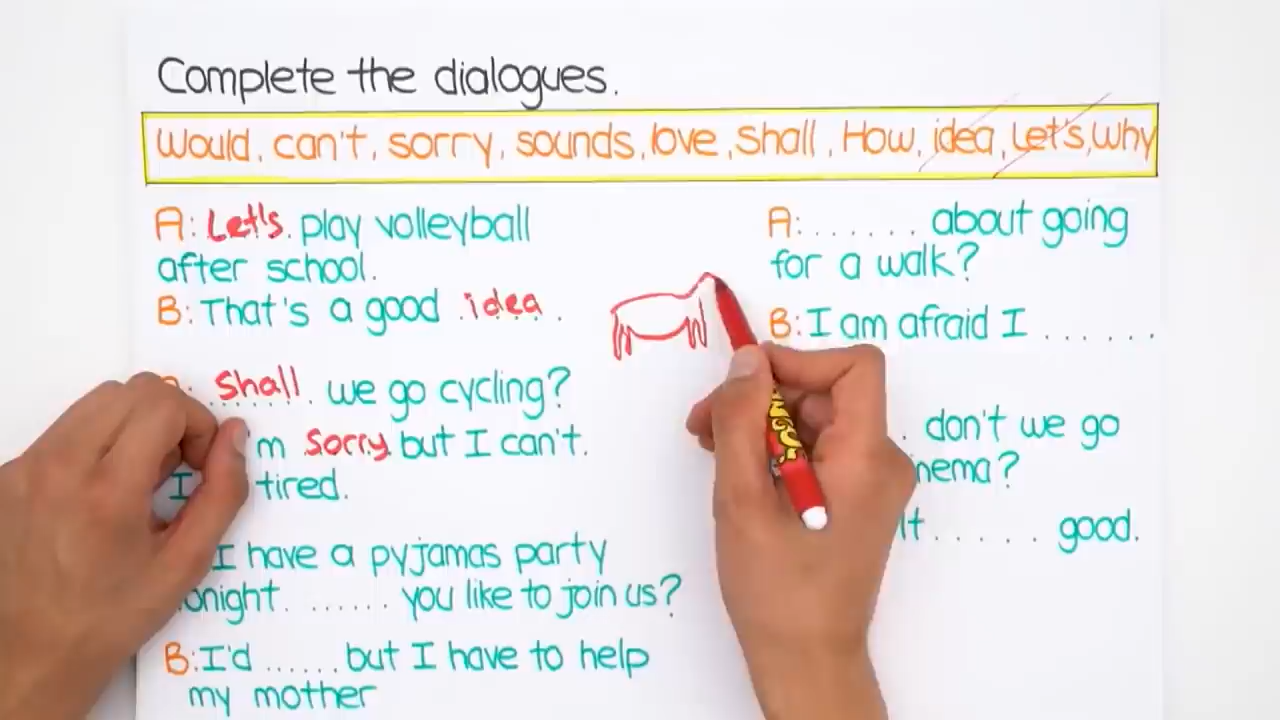 Complete the dialogues.
Would, can't, sorry, sounds, love, Shall, How, idea, Let's, Why
A: Let's play volleyball
after school.
B: That's a good idea.
Shall we go cycling?
'm Sorry but I can't.
I tired.
I have a pyjamas party
onight. ...... you like to join us?
B: I'd ...... but I have to help
my mother
A: ....... about going
for a walk?
B: I am afraid I ......
. don't we go
nema?
It ...... good.